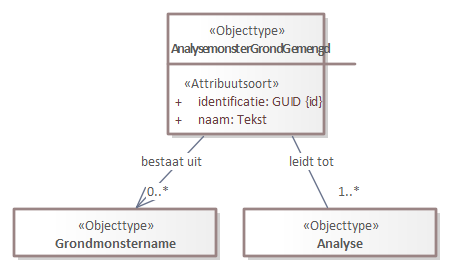 «Objecttype»
AnalysemonsterGrondGemengd
«Attribuutsoort»
+ identificatie: GUID {id}
+ naam: Tekst
bestaat uit
leidt tot
0..*
1..*
«Objecttype»
Grondmonstername
«Objecttype»
Analyse